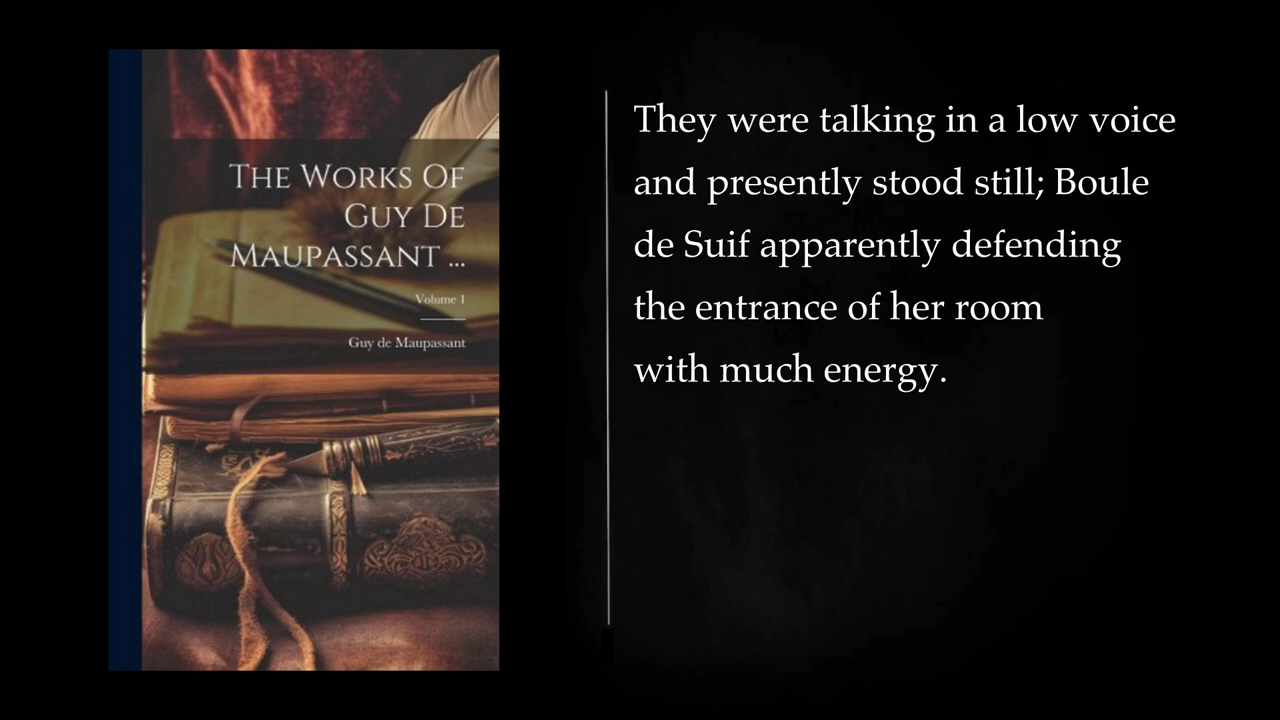 The Works Of
Guy De
Maupassant ...
Volume 1
Guy de Maupassant
They were talking in a low voice
and presently stood still; Boule
de Suif apparently defending
the entrance of her room
with much energy.